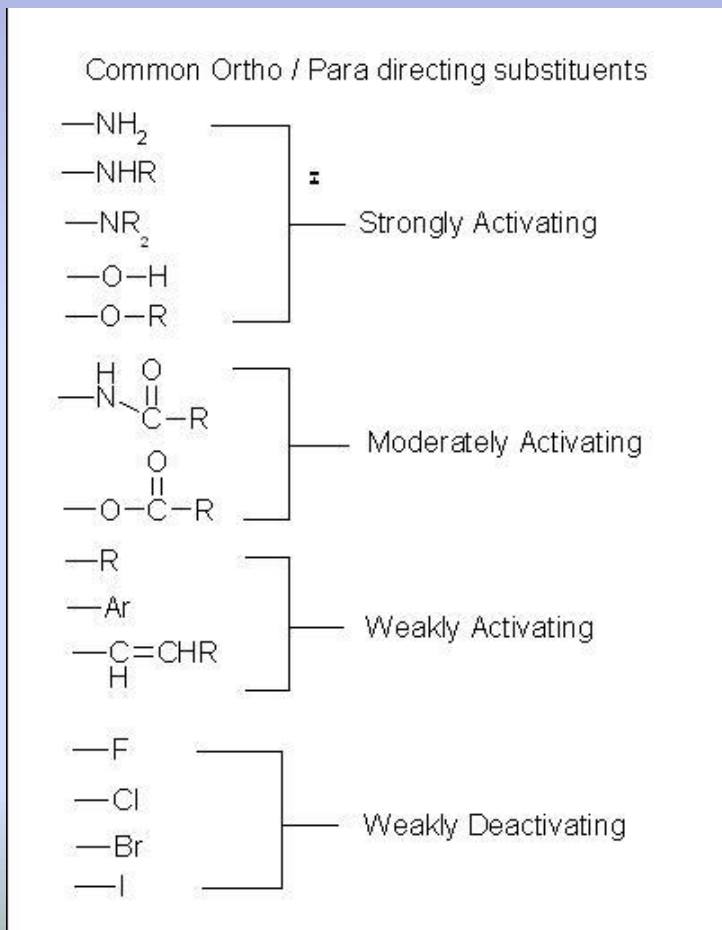 Common Ortho / Para directing substituents
—NH₂
—NHR
—NR₂
Strongly Activating
—O—H
—O—R
H O
—N C—R
Moderately Activating
O
—O—C—R
—R
—Ar
Weakly Activating
—C=CHR
H
—F
—Cl
Weakly Deactivating
—Br
—I